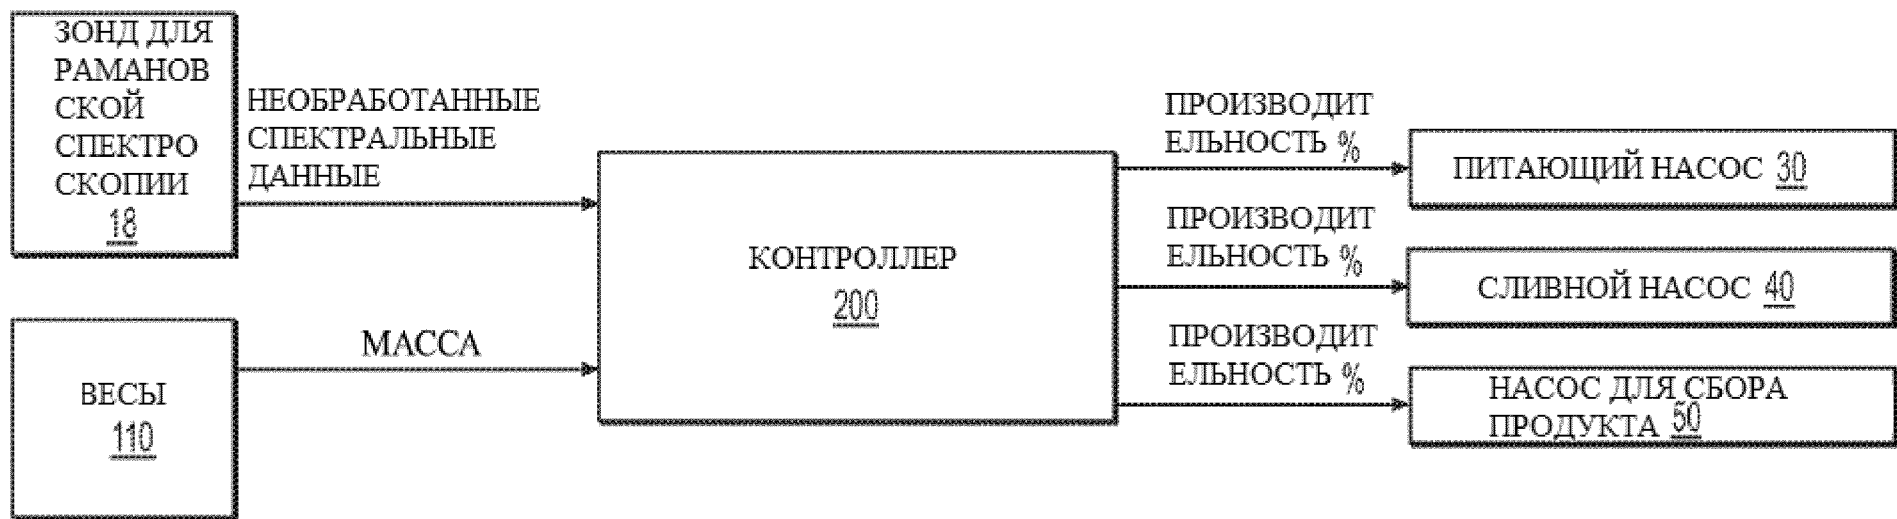 ЗОНД ДЛЯ
РАМАНОВ
СКОЙ
СПЕКТРО
СКОПИИ
18
НЕОБРАБОТАННЫЕ
СПЕКТРАЛЬНЫЕ
ДАННЫЕ
ВЕСЫ
110
МАССА
КОНТРОЛЛЕР
200
ПРОИЗВОДИТ
ЕЛЬНОСТЬ %
ПИТАЮЩИЙ НАСОС 30
ПРОИЗВОДИТ
ЕЛЬНОСТЬ %
СЛИВНОЙ НАСОС 40
ПРОИЗВОДИТ
ЕЛЬНОСТЬ %
НАСОС ДЛЯ СБОРА
ПРОДУКТА 50